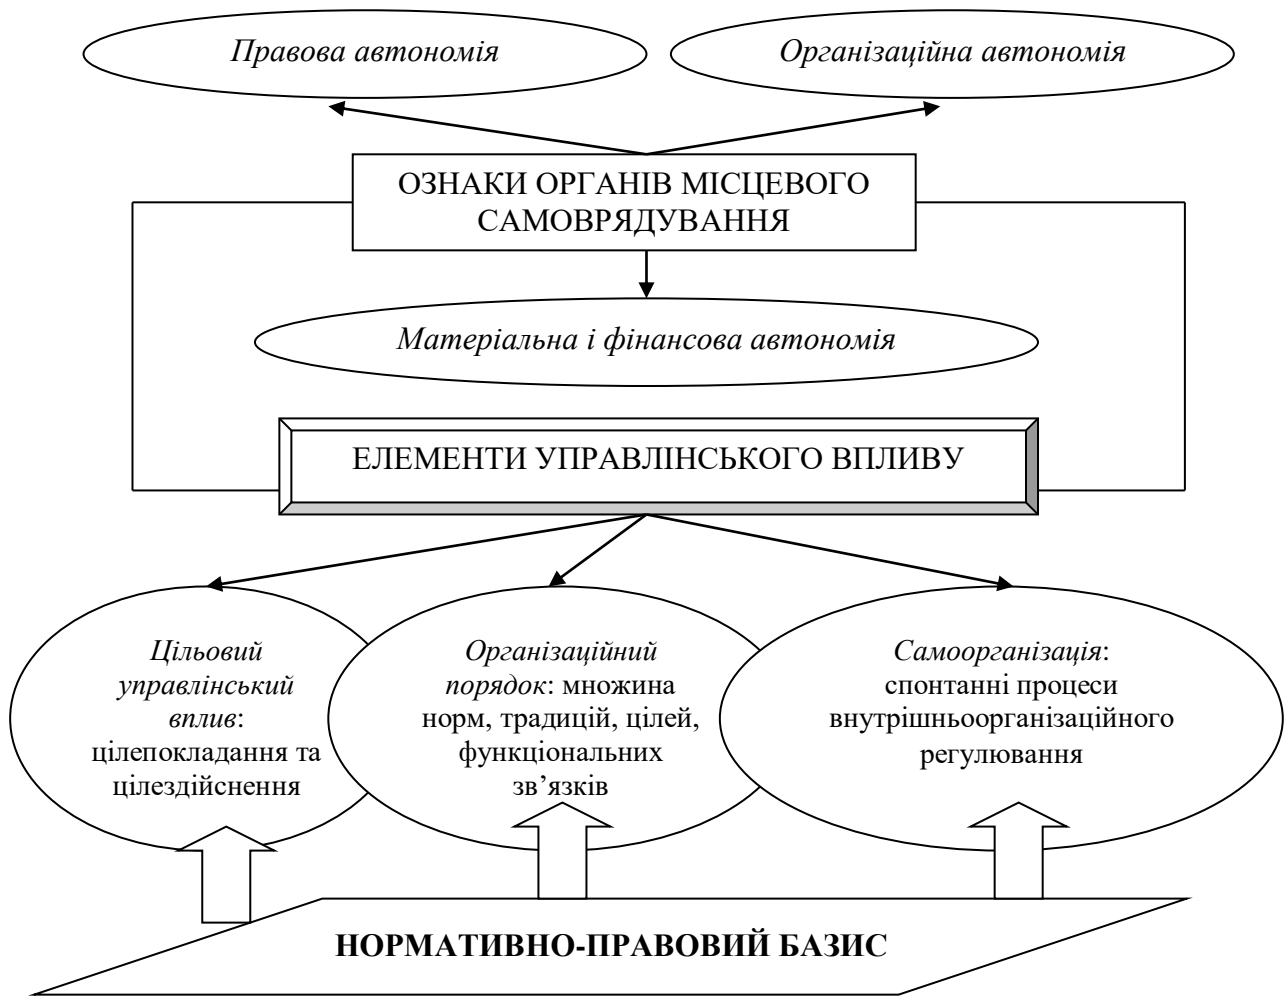 Правова автономія
Організаційна автономія
ОЗНАКИ ОРГАНІВ МІСЦЕВОГО
САМОВРЯДУВАННЯ
Матеріальна і фінансова автономія
ЕЛЕМЕНТИ УПРАВЛІНСЬКОГО ВПЛИВУ
Цільовий
управлінський
вплив:
цілепокладання та
цілездійснення
Організаційний
порядок: множина
норм, традицій, цілей,
функціональних
зв’язків
Самоорганізація:
спонтанні процеси
внутрішньоорганізаційного
регулювання
НОРМАТИВНО-ПРАВОВИЙ БАЗИС